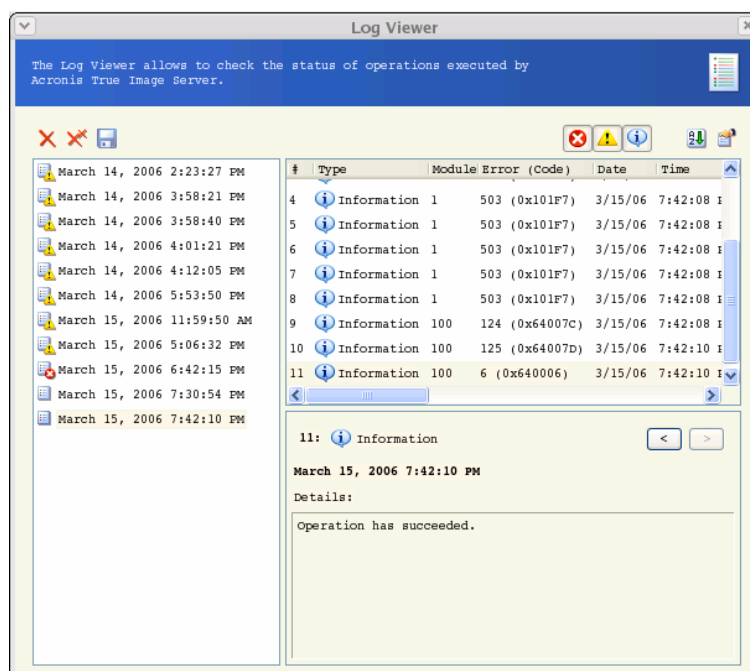 Log Viewer
The Log Viewer allows to check the status of operations executed by
Acronis True Image Server.
March 14, 2006 2:23:27 PM
March 14, 2006 3:58:21 PM
March 14, 2006 3:58:40 PM
March 14, 2006 4:01:21 PM
March 14, 2006 4:12:05 PM
March 14, 2006 5:53:50 PM
March 15, 2006 11:59:50 AM
March 15, 2006 5:06:32 PM
March 15, 2006 6:42:15 PM
March 15, 2006 7:30:54 PM
March 15, 2006 7:42:10 PM
# Type Module Error (Code) Date Time
4 Information 1 503 (0x101F7) 3/15/06 7:42:08
5 Information 1 503 (0x101F7) 3/15/06 7:42:08
6 Information 1 503 (0x101F7) 3/15/06 7:42:08
7 Information 1 503 (0x101F7) 3/15/06 7:42:08
8 Information 1 503 (0x101F7) 3/15/06 7:42:08
9 Information 100 124 (0x64007C) 3/15/06 7:42:08
10 Information 100 125 (0x64007D) 3/15/06 7:42:10
11 Information 100 6 (0x640006) 3/15/06 7:42:10
11: Information
< >
March 15, 2006 7:42:10 PM
Details:
Operation has succeeded.